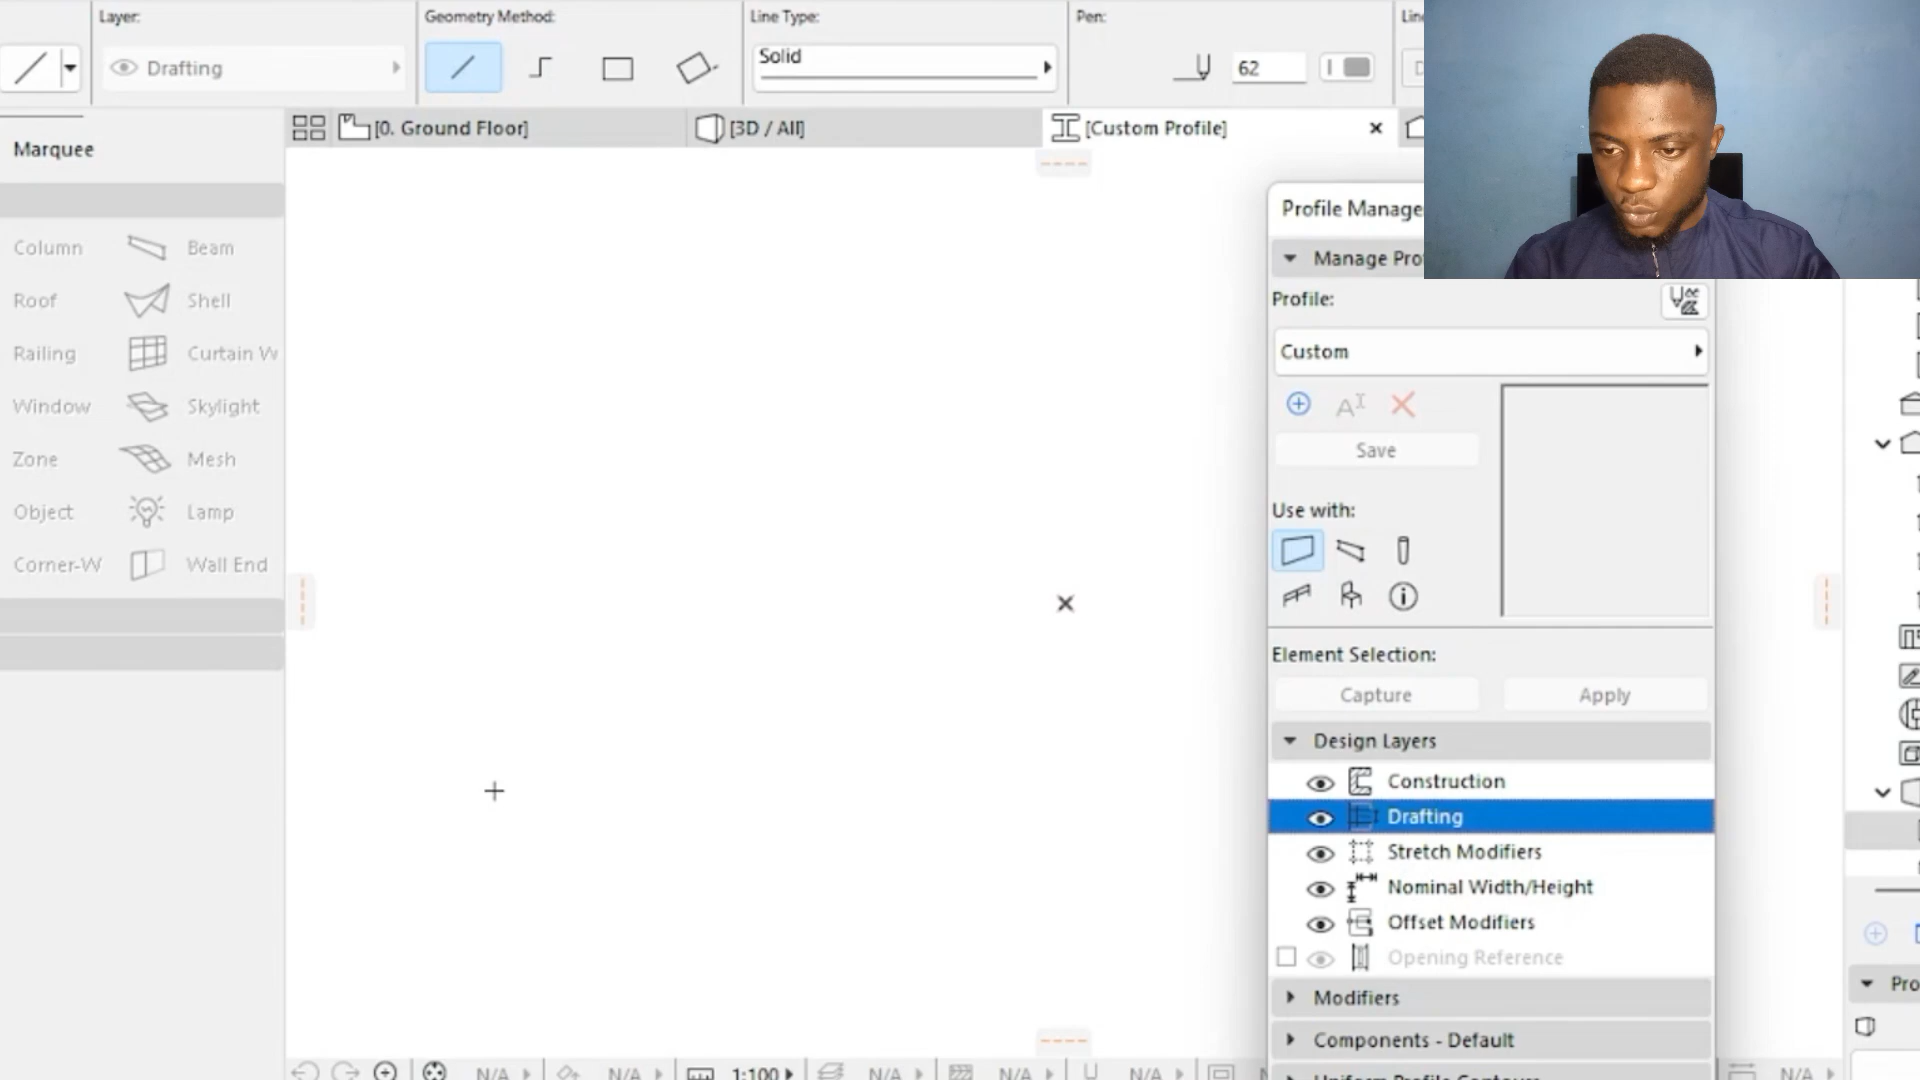 Layer:
Geometry Method:
Line Type:
Pen:
Drafting
Solid
62
[0. Ground Floor]
[3D / All]
[Custom Profile]
Marquee
Column
Beam
Roof
Shell
Railing
Curtain W
Window
Skylight
Zone
Mesh
Object
Lamp
Corner-W
Wall End
Profile Manage
Manage Pro
Profile:
Custom
Save
Use with:
Element Selection:
Capture
Apply
Design Layers
Construction
Drafting
Stretch Modifiers
Nominal Width/Height
Offset Modifiers
Opening Reference
Modifiers
Components - Default
Uniform Profile Contours
Pro
N/A
N/A
1:100
N/A
N/A
N/A
N/A